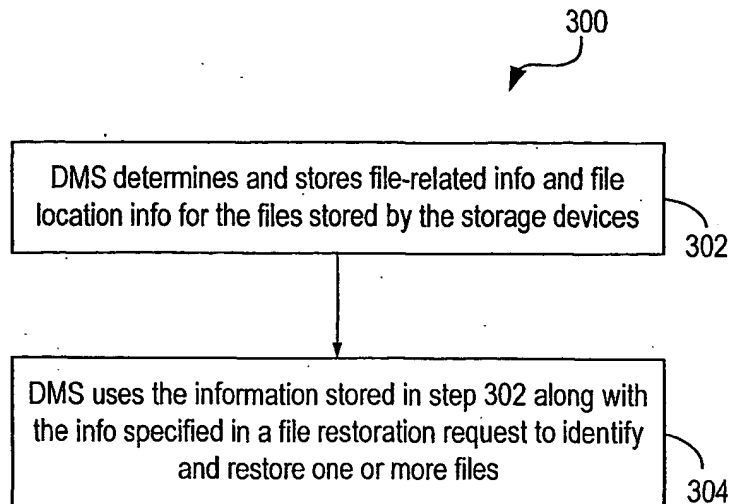 300
DMS determines and stores file-related info and file
location info for the files stored by the storage devices
302
DMS uses the information stored in step 302 along with
the info specified in a file restoration request to identify
and restore one or more files
304